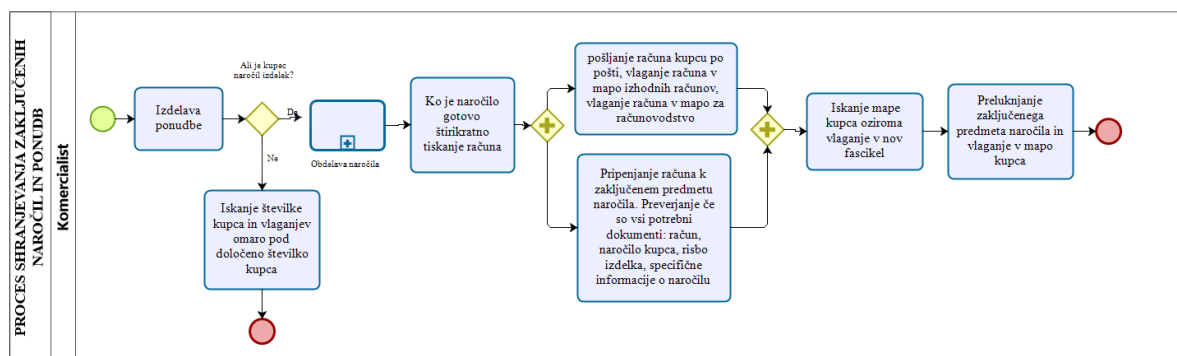 PROCES SHRANJEVANJA ZAKLJUČENIH
NAROČIL IN PONUDB
Komercialist
Izdelava
ponudbe
Ali je kupec
naročil izdelek?
Da
Ne
Iskanje številke
kupca in vlaganjev
omaro pod
določeno številko
kupca
Obdelava naročila
Ko je naročilo
gotovo
štirikratno
tiskanje računa
pošljanje računa kupcu po
pošti, vlaganje računa v
mapo izhodnih računov,
vlaganje računa v mapo za
računovodstvo
Pripenjanje računa k
zaključenem predmetu
naročila. Preverjanje če
so vsi potrebni
dokumenti: račun,
naročilo kupca, risbo
izdelka, specifične
informacije o naročilu
Iskanje mape
kupca oziroma
vlaganje v nov
fascikel
Preluknjanje
zaključenega
predmeta naročila in
vlaganje v mapo
kupca